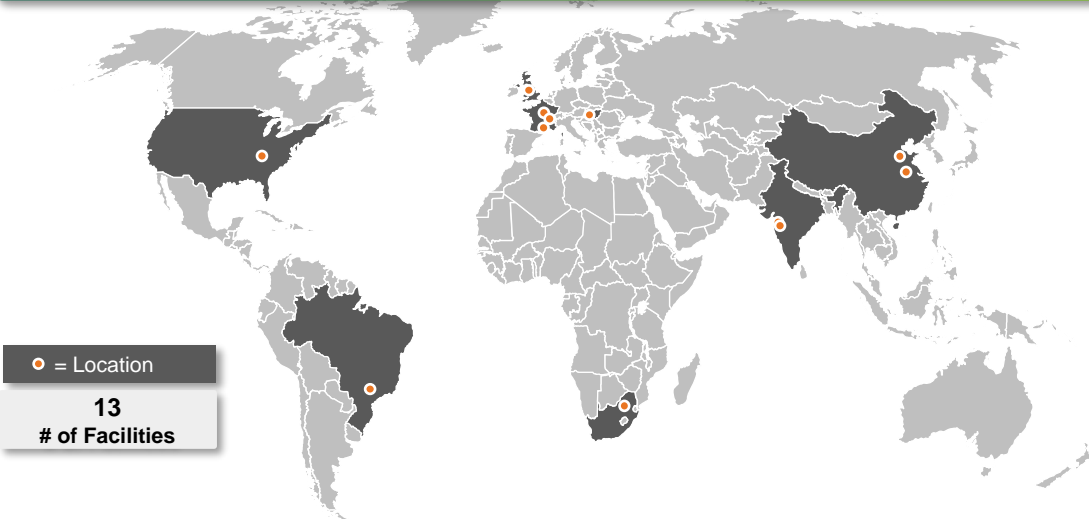 = Location
13
# of Facilities